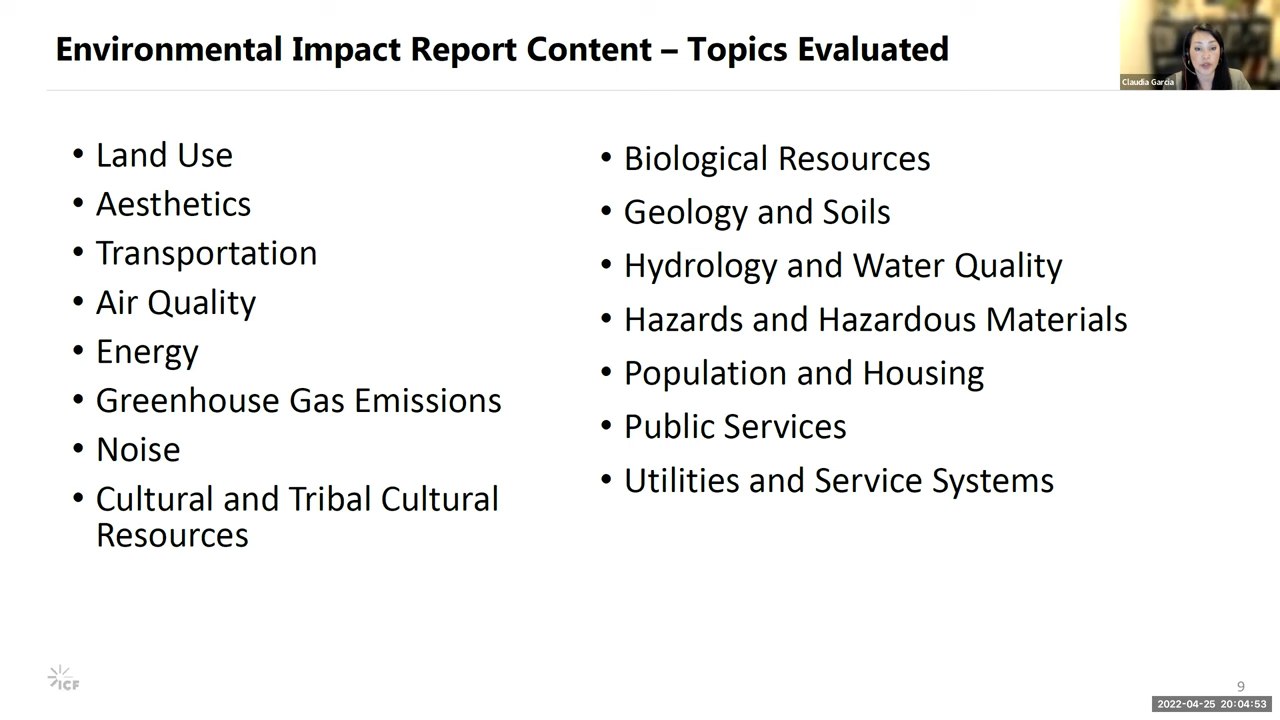 Environmental Impact Report Content – Topics Evaluated
Claudia Garcia
• Land Use
• Aesthetics
• Transportation
• Air Quality
• Energy
• Greenhouse Gas Emissions
• Noise
• Cultural and Tribal Cultural
Resources
• Biological Resources
• Geology and Soils
• Hydrology and Water Quality
• Hazards and Hazardous Materials
• Population and Housing
• Public Services
• Utilities and Service Systems
ICF
9
2022-04-25 20:04:53